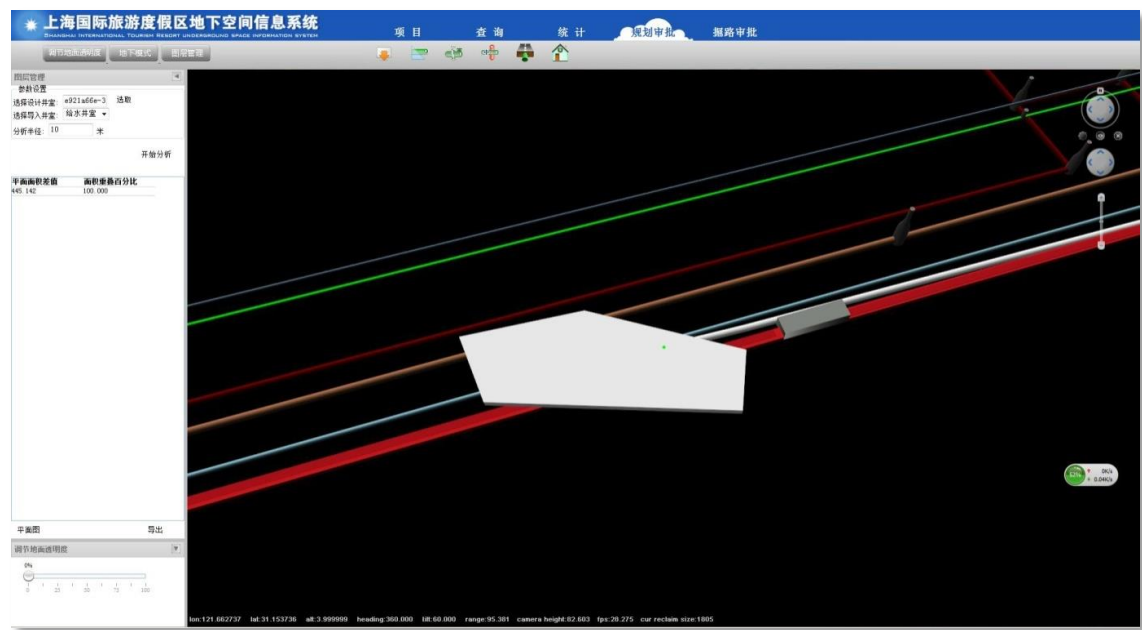 上海国际旅游度假区地下空间信息系统
SHANGHAI INTERNATIONAL TOURISM RESORT UNDERGROUND SPACE INFORMATION SYSTEM
项目 查询 统计 规划审批 掘路审批
调节地面透明度 地下模式 图层管理
图层管理
参数设置
选择设计井室: e921a66e-3 选取
选择导入井室: 给水井室
分析半径: 10 米
开始分析
平面面积差值 面积重叠百分比
445.142 100.000
平面图 导出
调节地面透明度
0%
0 25 50 75 100
0K/s
0.04K/s
lon:121.662737 lat:31.153736 alt:3.999999 heading:360.000 lilt:60.000 range:95.381 camera height:82.603 fps:28.275 cur reclaim size:1805